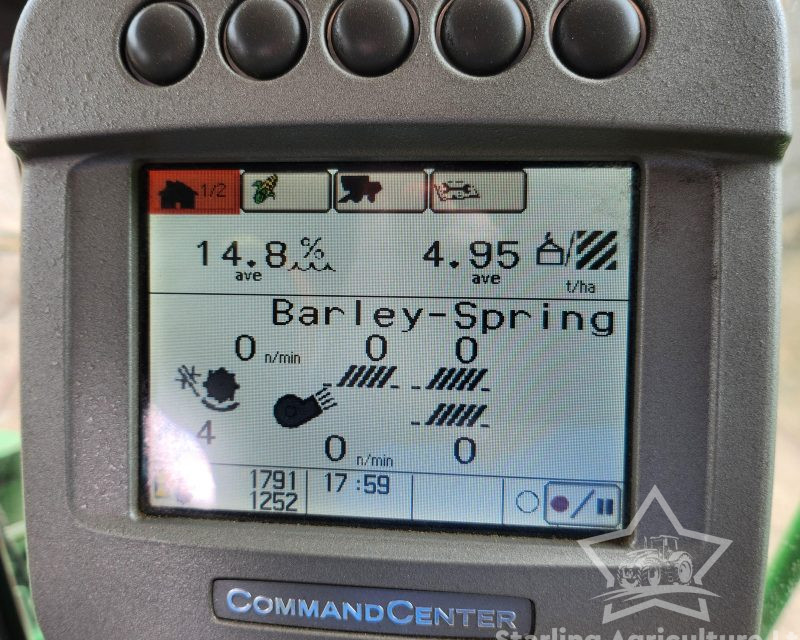 1/2
14.8 %
ave
4.95
ave
t/ha
Barley-Spring
0 n/min 0 0
4
0 n/min 0
1791 17:59
1252
COMMANDCENTER
Sterling Agriculture